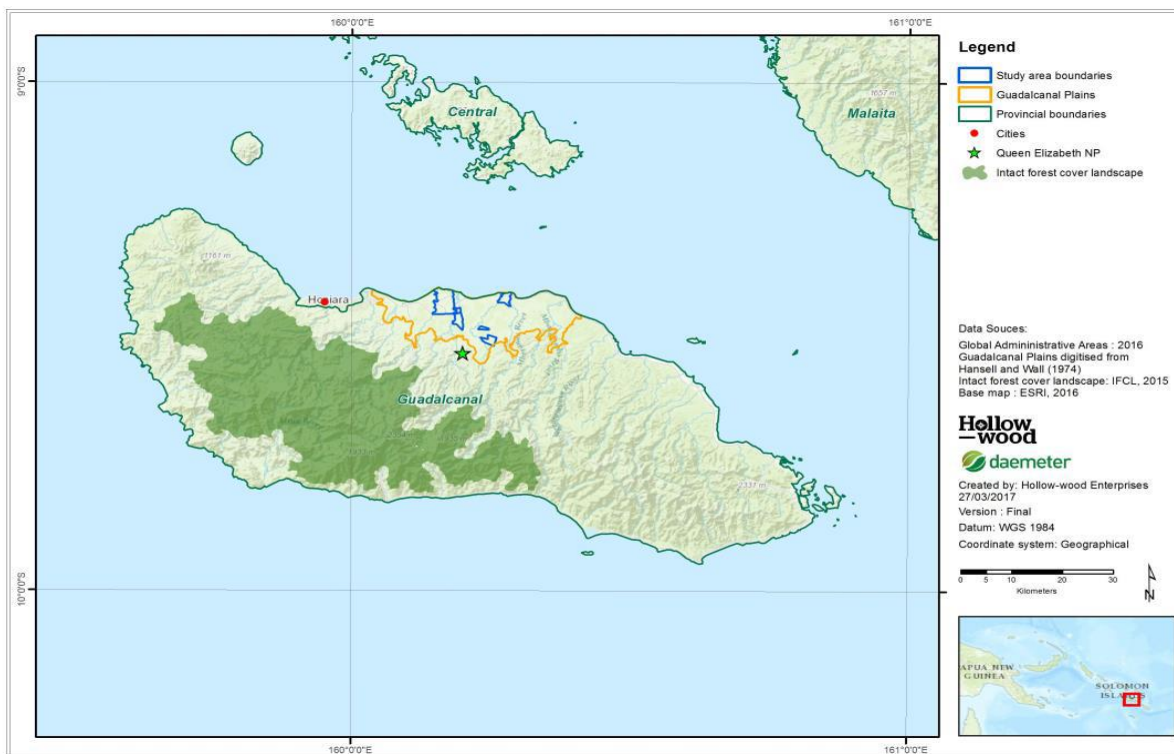 160°0'0"E
161°0'0"E
9°0'0"S
10°0'0"S
Central
1657 m
Malaita
1161 m
Honiara
Guadalcanal
2331 m
160°0'0"E
161°0'0"E
Legend
Study area boundaries
Guadalcanal Plains
Provincial boundaries
Cities
Queen Elizabeth NP
Intact forest cover landscape
Data Souces:
Global Admininistrative Areas : 2016
Guadalcanal Plains digitised from
Hansell and Wall (1974)
Intact forest cover landscape: IFCL, 2015
Base map : ESRI, 2016
Hollow
—wood
daemeter
Created by: Hollow-wood Enterprises
27/03/2017
Version : Final
Datum: WGS 1984
Coordinate system: Geographical
0 5 10 20 30
Kilometers
N
PAPUA NEW
GUINEA
SOLOMON
ISLANDS